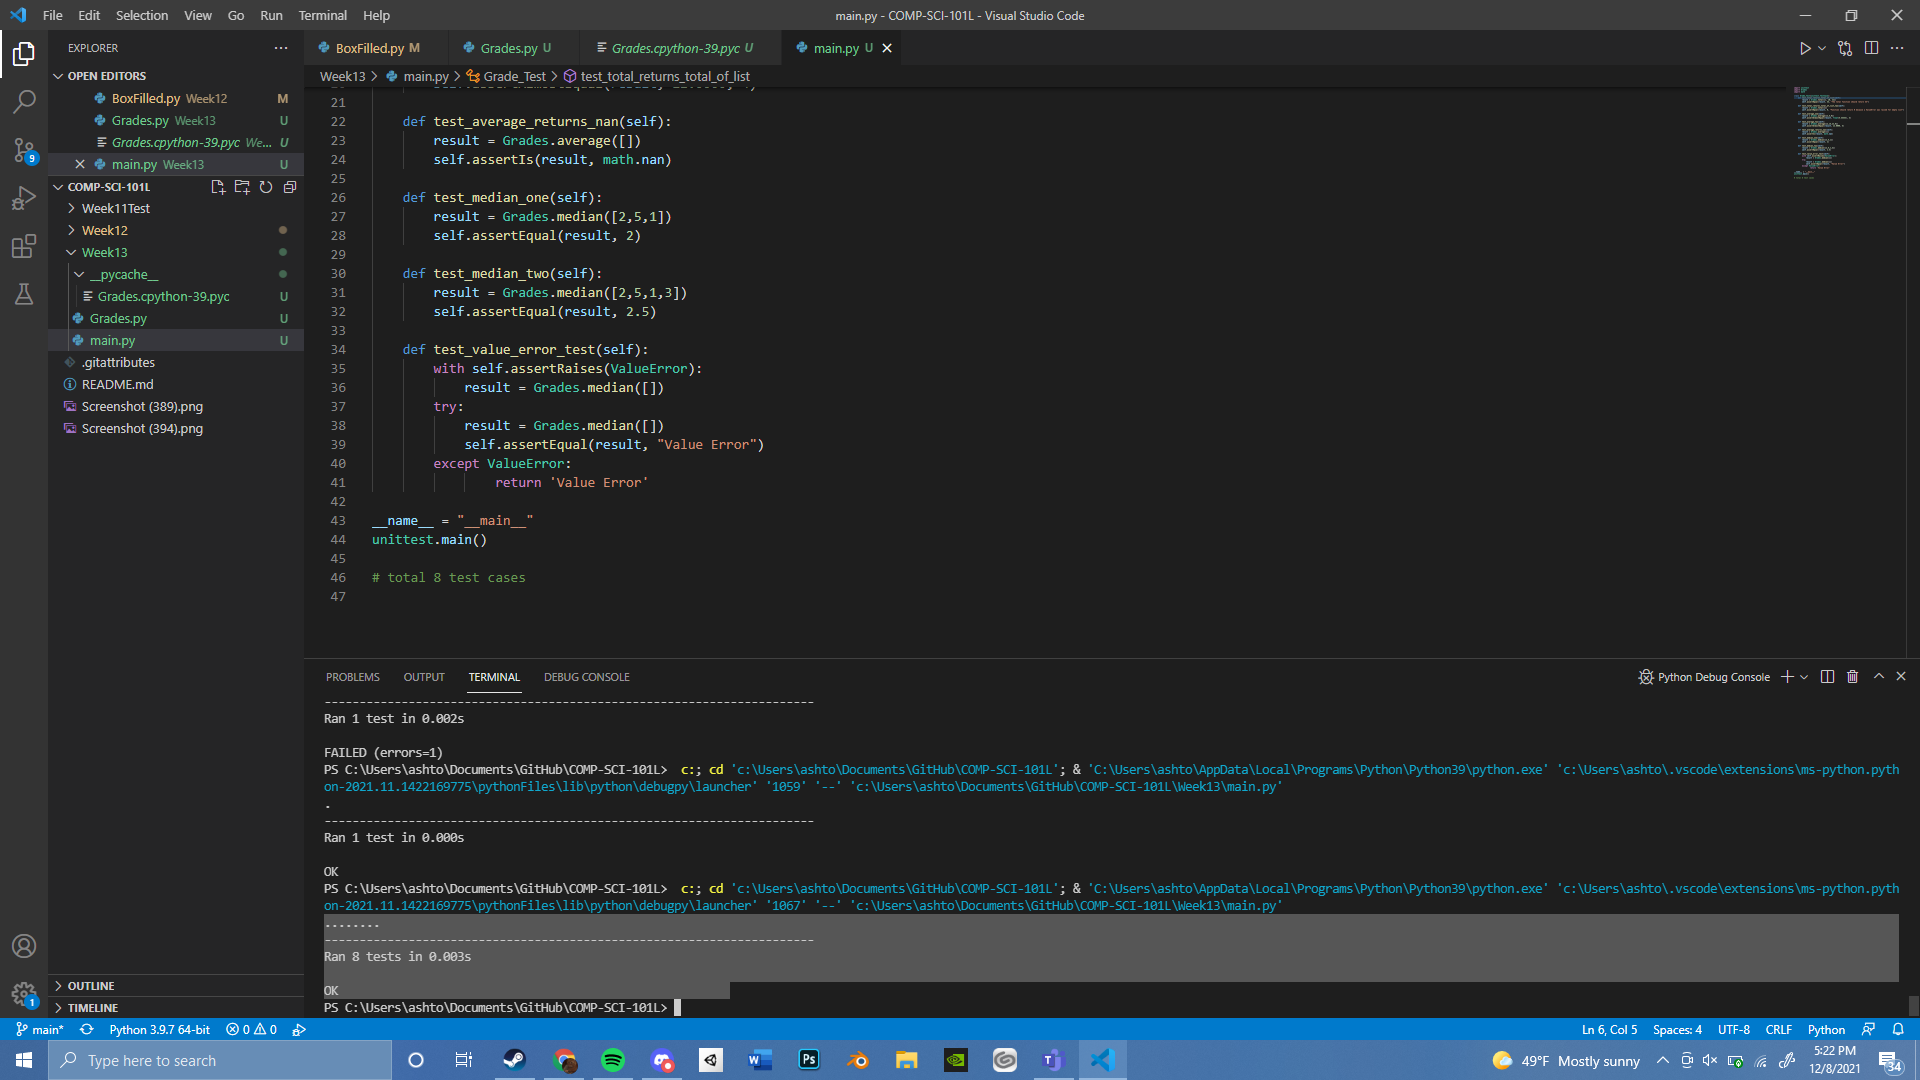 File Edit Selection View Go Run Terminal Help
main.py - COMP-SCI-101L - Visual Studio Code
EXPLORER
OPEN EDITORS
BoxFilled.py Week12 M
Grades.py Week13 U
Grades.cpython-39.pyc We... U
main.py Week13 U
COMP-SCI-101L
Week11Test
Week12
Week13
__pycache__
Grades.cpython-39.pyc U
Grades.py U
main.py U
.gitattributes
README.md
Screenshot (389).png
Screenshot (394).png
OUTLINE
TIMELINE
9
1
BoxFilled.py M
Grades.py U
Grades.cpython-39.pyc U
main.py U
Week13 > main.py > Grade_Test > test_total_returns_total_of_list
21
22 def test_average_returns_nan(self):
23 result = Grades.average([])
24 self.assertIs(result, math.nan)
25
26 def test_median_one(self):
27 result = Grades.median([2,5,1])
28 self.assertEqual(result, 2)
29
30 def test_median_two(self):
31 result = Grades.median([2,5,1,3])
32 self.assertEqual(result, 2.5)
33
34 def test_value_error_test(self):
35 with self.assertRaises(ValueError):
36 result = Grades.median([])
37 try:
38 result = Grades.median([])
39 self.assertEqual(result, "Value Error")
40 except ValueError:
41 return 'Value Error'
42
43 __name__ = "__main__"
44 unittest.main()
45
46 # total 8 test cases
47
PROBLEMS OUTPUT TERMINAL DEBUG CONSOLE
Python Debug Console
----------------------------------------------------------------------
Ran 1 test in 0.002s
FAILED (errors=1)
PS C:\Users\ashto\Documents\GitHub\COMP-SCI-101L> c:; cd 'c:\Users\ashto\Documents\GitHub\COMP-SCI-101L'; & 'C:\Users\ashto\AppData\Local\Programs\Python\Python39\python.exe' 'c:\Users\ashto\.vscode\extensions\ms-python.pyth
on-2021.11.1422169775\pythonFiles\lib\python\debugpy\launcher' '1059' '--' 'c:\Users\ashto\Documents\GitHub\COMP-SCI-101L\Week13\main.py'
.
----------------------------------------------------------------------
Ran 1 test in 0.000s
OK
PS C:\Users\ashto\Documents\GitHub\COMP-SCI-101L> c:; cd 'c:\Users\ashto\Documents\GitHub\COMP-SCI-101L'; & 'C:\Users\ashto\AppData\Local\Programs\Python\Python39\python.exe' 'c:\Users\ashto\.vscode\extensions\ms-python.pyth
on-2021.11.1422169775\pythonFiles\lib\python\debugpy\launcher' '1067' '--' 'c:\Users\ashto\Documents\GitHub\COMP-SCI-101L\Week13\main.py'
........
----------------------------------------------------------------------
Ran 8 tests in 0.003s
OK
PS C:\Users\ashto\Documents\GitHub\COMP-SCI-101L>
main* Python 3.9.7 64-bit 0 0
Ln 6, Col 5 Spaces: 4 UTF-8 CRLF Python
Type here to search
49°F Mostly sunny
5:22 PM
12/8/2021
34